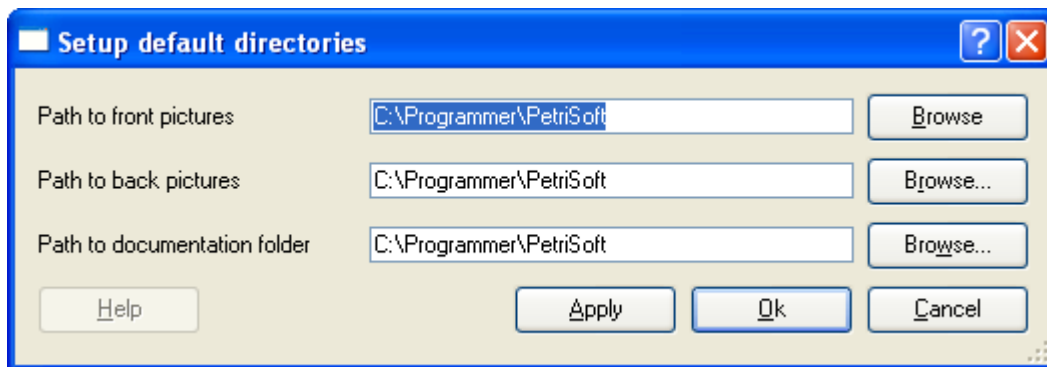 Setup default directories
Path to front pictures C:\Programmer\PetriSoft Browse
Path to back pictures C:\Programmer\PetriSoft Browse...
Path to documentation folder C:\Programmer\PetriSoft Browse...
Help Apply Ok Cancel